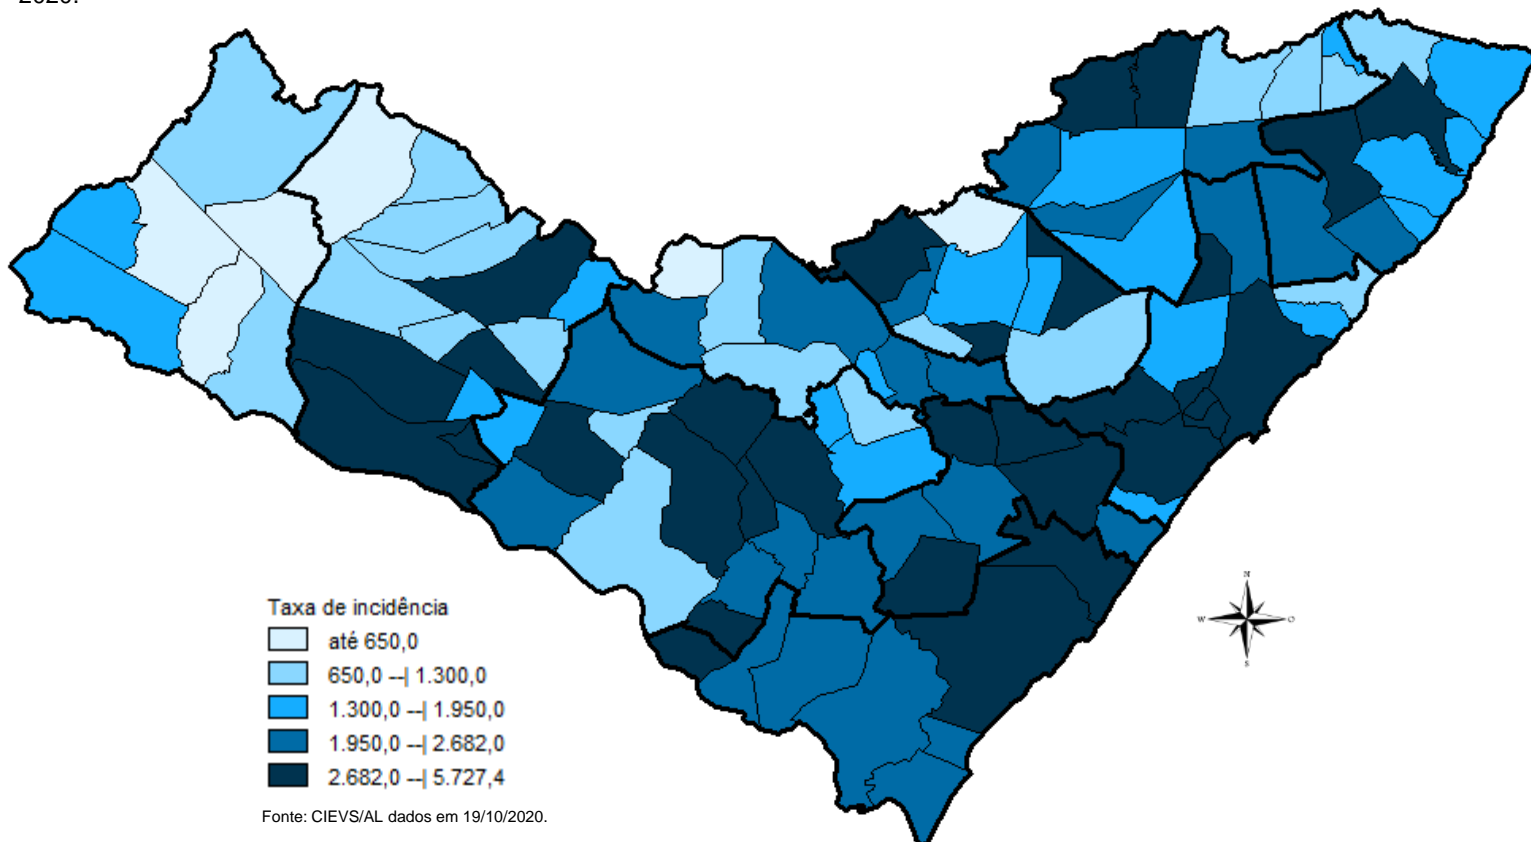 2020.
N
W O
S
Taxa de incidência
até 650,0
650,0 --| 1.300,0
1.300,0 --| 1.950,0
1.950,0 --| 2.682,0
2.682,0 --| 5.727,4
Fonte: CIEVS/AL dados em 19/10/2020.